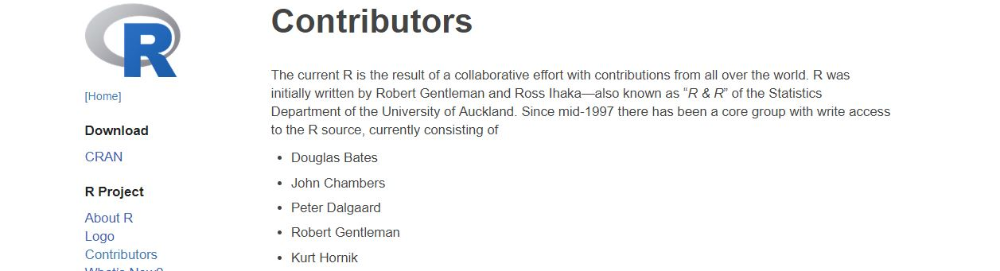 R
[Home]
Download
CRAN
R Project
About R
Logo
Contributors
What's New?
Contributors
The current R is the result of a collaborative effort with contributions from all over the world. R was
initially written by Robert Gentleman and Ross Ihaka—also known as “R & R” of the Statistics
Department of the University of Auckland. Since mid-1997 there has been a core group with write access
to the R source, currently consisting of
• Douglas Bates
• John Chambers
• Peter Dalgaard
• Robert Gentleman
• Kurt Hornik